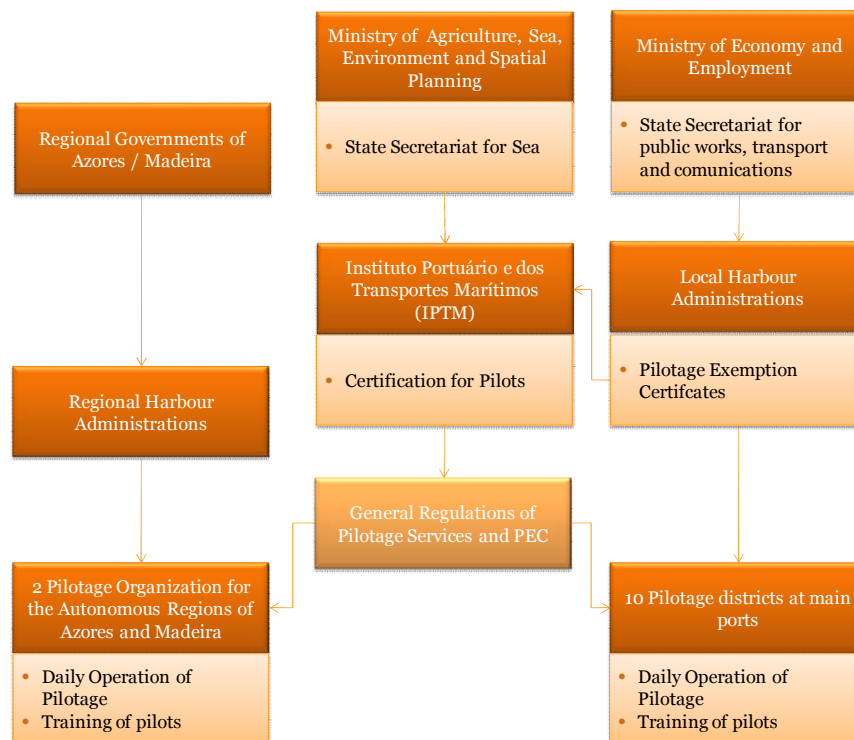 Ministry of Agriculture, Sea,
Environment and Spatial
Planning
• State Secretariat for Sea
Ministry of Economy and
Employment
• State Secretariat for
public works, transport
and comunications
Regional Governments of
Azores / Madeira
Instituto Portuário e dos
Transportes Marítimos
(IPTM)
• Certification for Pilots
Local Harbour
Administrations
• Pilotage Exemption
Certifcates
Regional Harbour
Administrations
General Regulations of
Pilotage Services and PEC
2 Pilotage Organization for
the Autonomous Regions of
Azores and Madeira
• Daily Operation of
Pilotage
• Training of pilots
10 Pilotage districts at main
ports
• Daily Operation of
Pilotage
• Training of pilots